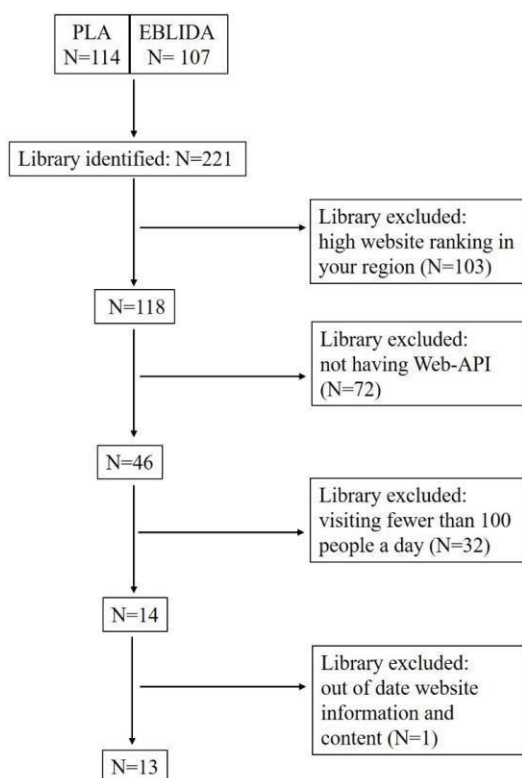 PLA
N=114
EBLIDA
N= 107
Library identified: N=221
Library excluded:
high website ranking in
your region (N=103)
N=118
Library excluded:
not having Web-API
(N=72)
N=46
Library excluded:
visiting fewer than 100
people a day (N=32)
N=14
Library excluded:
out of date website
information and
content (N=1)
N=13